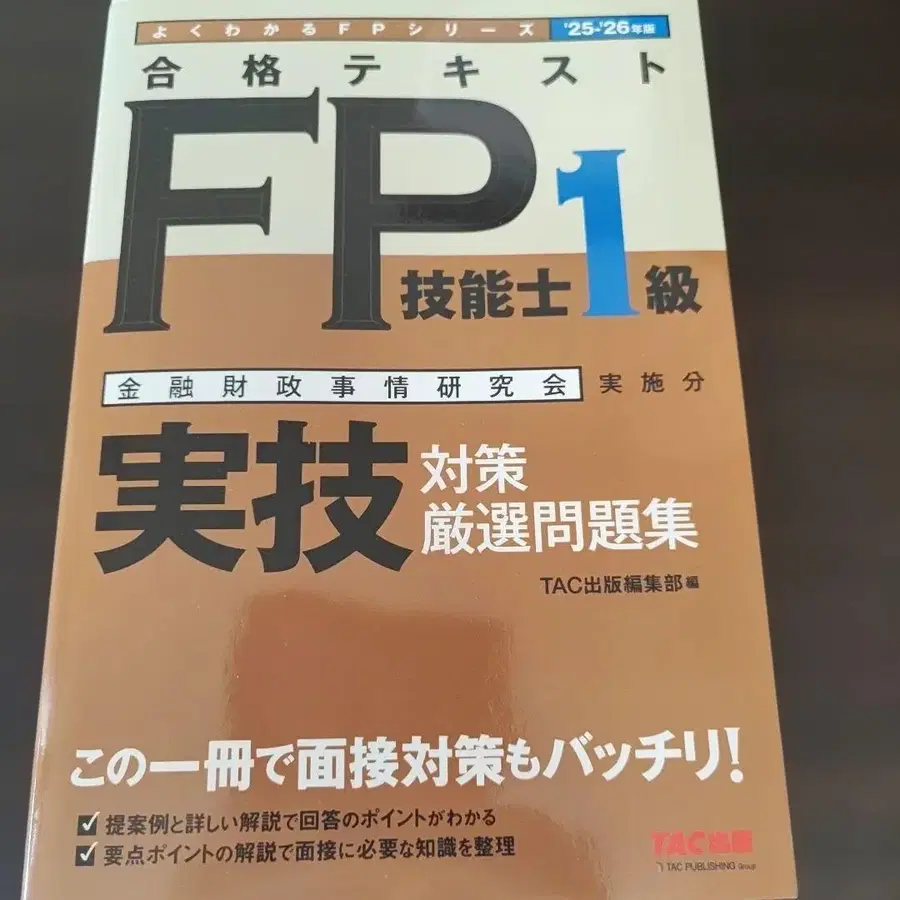 よくわかるFPシリーズ '25-'26年版
合格テキスト
FP技能士1級
金融財政事情研究会 実施分
実技 対策
厳選問題集
TAC出版編集部 編
この一冊で面接対策もバッチリ!
✓ 提案例と詳しい解説で回答のポイントがわかる
✓ 要点ポイントの解説で面接に必要な知識を整理
TAC出版
TAC PUBLISHING Group